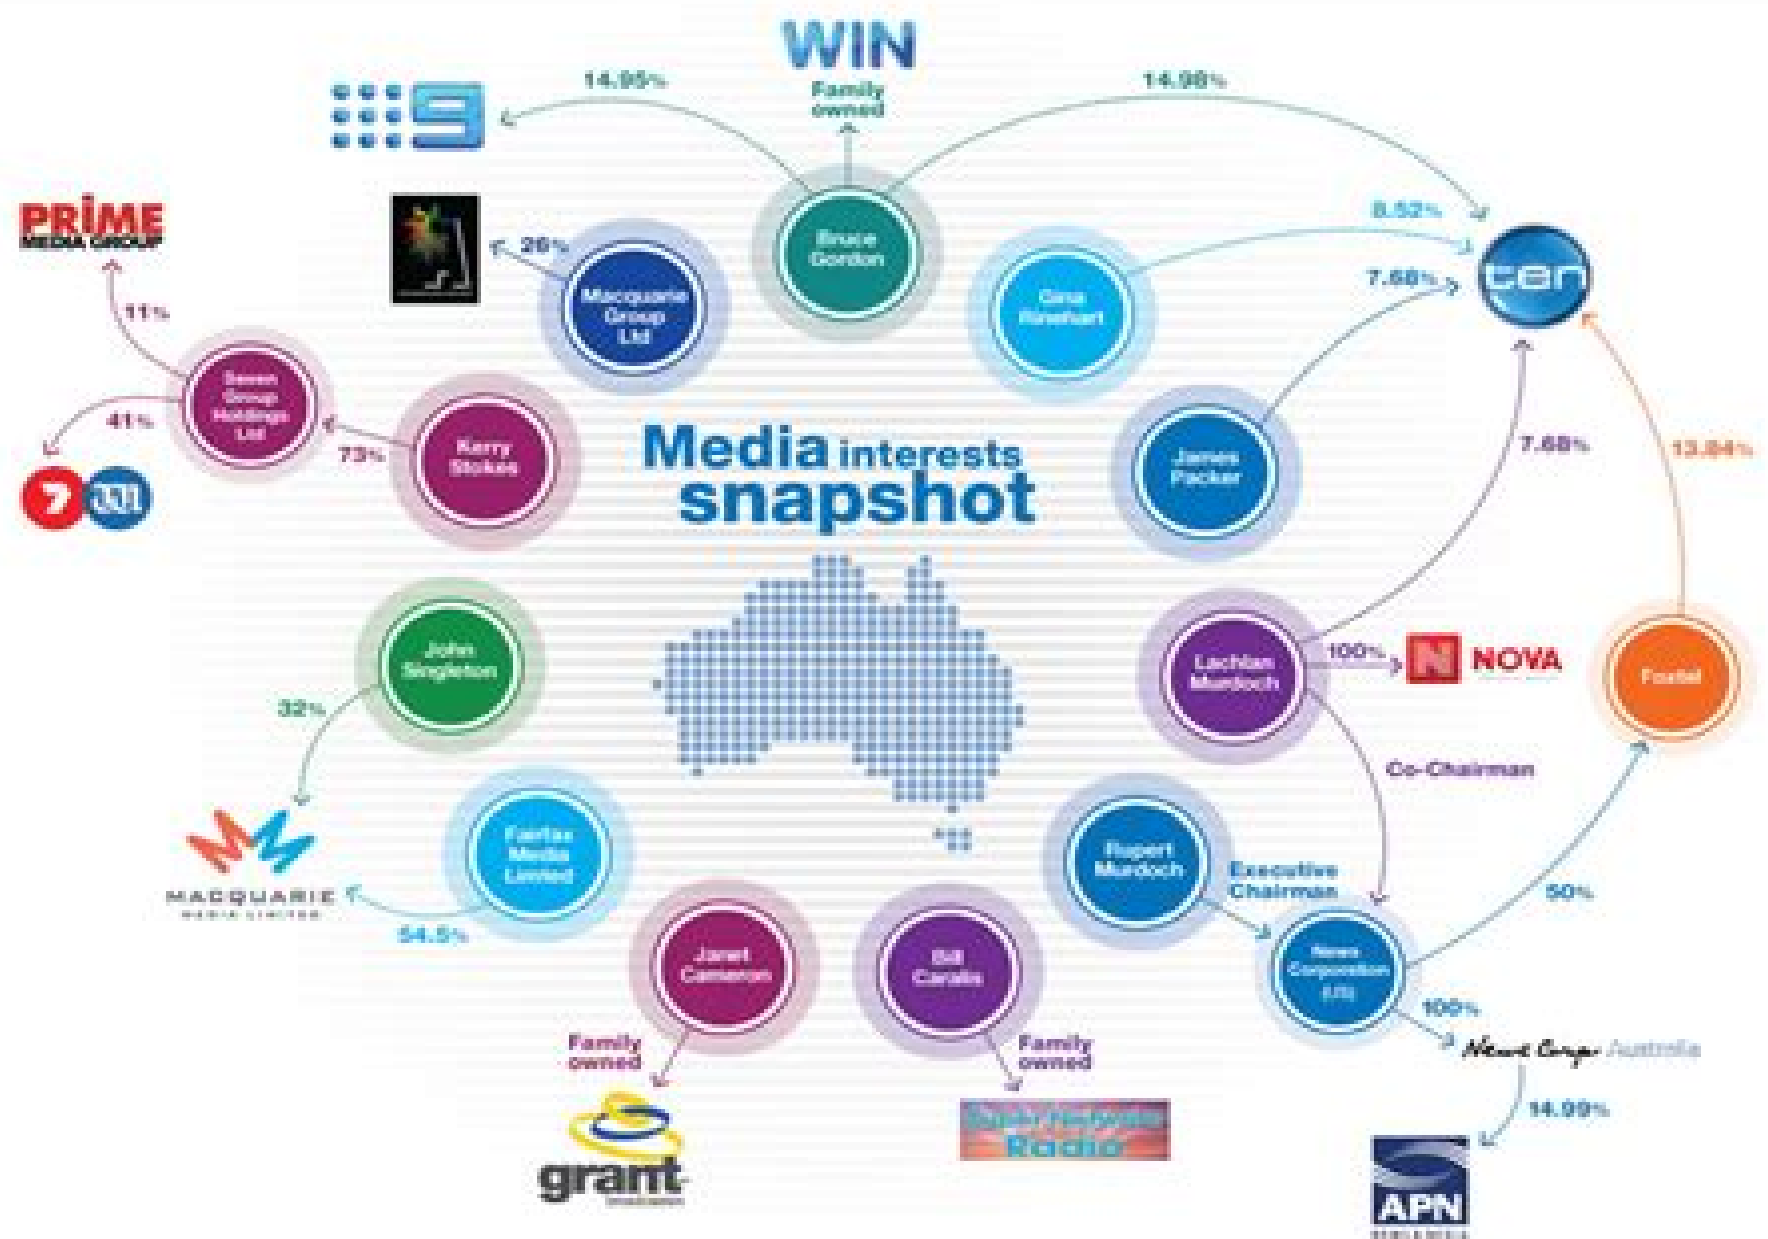 WIN
Family
owned
14.95%
14.98%
9
PRiME
MEDIA GROUP
26%
Bruce
Gordon
8.52%
ten
7.68%
Macquarie
Group
Ltd
Gina
Rinehart
11%
Seven
Group
Holdings
Ltd
41%
73%
Kerry
Stokes
Media interests
snapshot
James
Packer
7.68%
13.84%
7
John
Singleton
32%
Lachlan
Murdoch
100%
N NOVA
Foxtel
Co-Chairman
MACQUARIE
MEDIA LIMITED
Fairfax
Media
Limited
54.5%
Rupert
Murdoch
Executive
Chairman
50%
Janet
Cameron
Bill
Caralis
News
Corporation
(US)
100%
Family
owned
Family
owned
News Corp Australia
14.99%
grant
Radio
APN